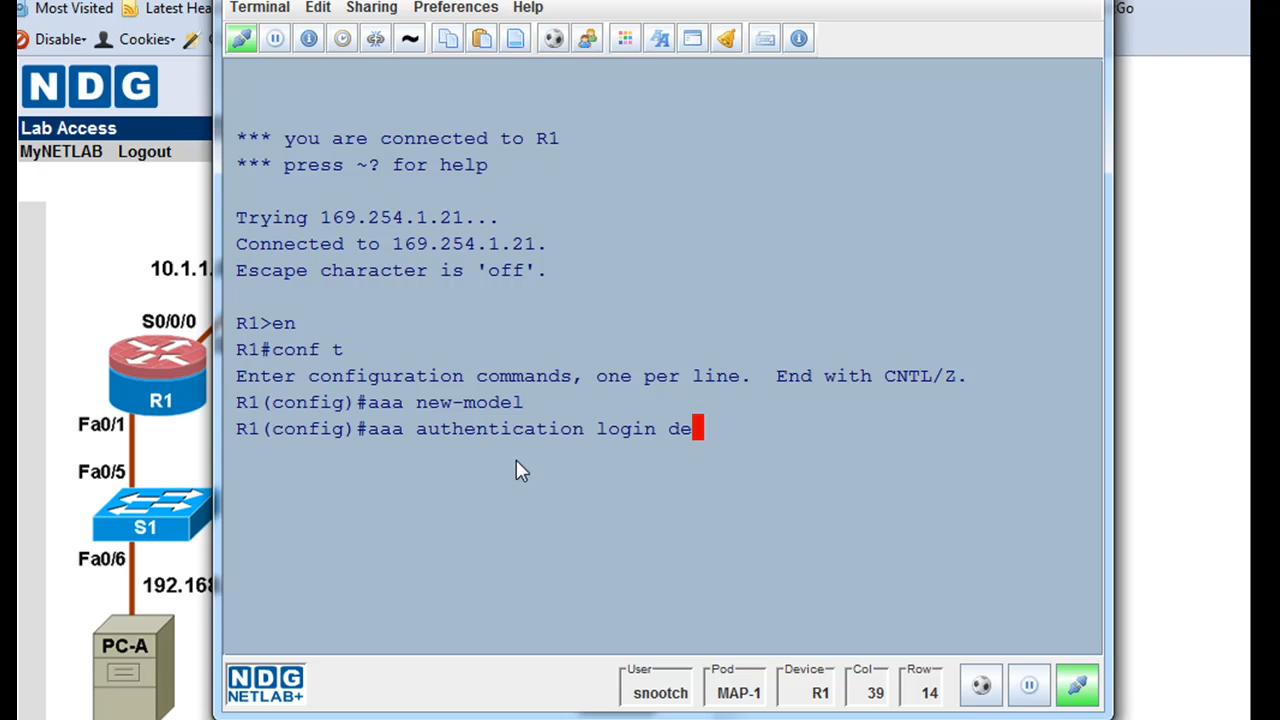 Most Visited Latest Hea Go
Terminal Edit Sharing Preferences Help
Disable Cookies
NDG
Lab Access
MyNETLAB Logout
*** you are connected to R1
*** press ~? for help
Trying 169.254.1.21...
Connected to 169.254.1.21.
Escape character is 'off'.
R1>en
R1#conf t
Enter configuration commands, one per line. End with CNTL/Z.
R1(config)#aaa new-model
R1(config)#aaa authentication login de
10.1.1.
S0/0/0
R1
Fa0/1
Fa0/5
S1
Fa0/6
192.168
PC-A
NDG
NETLAB+
User
snootch
Pod
MAP-1
Device
R1
Col
39
Row
14